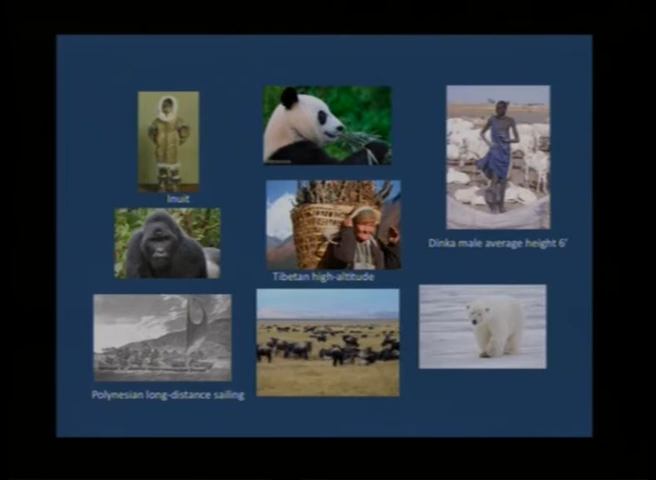 Inuit
Dinka male average height 6'
Tibetan high-altitude
Polynesian long-distance sailing